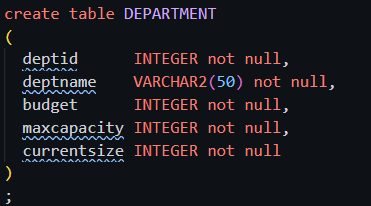 create table DEPARTMENT
(
  deptid      INTEGER not null,
  deptname    VARCHAR2(50) not null,
  budget      INTEGER not null,
  maxcapacity INTEGER not null,
  currentsize INTEGER not null
)
;